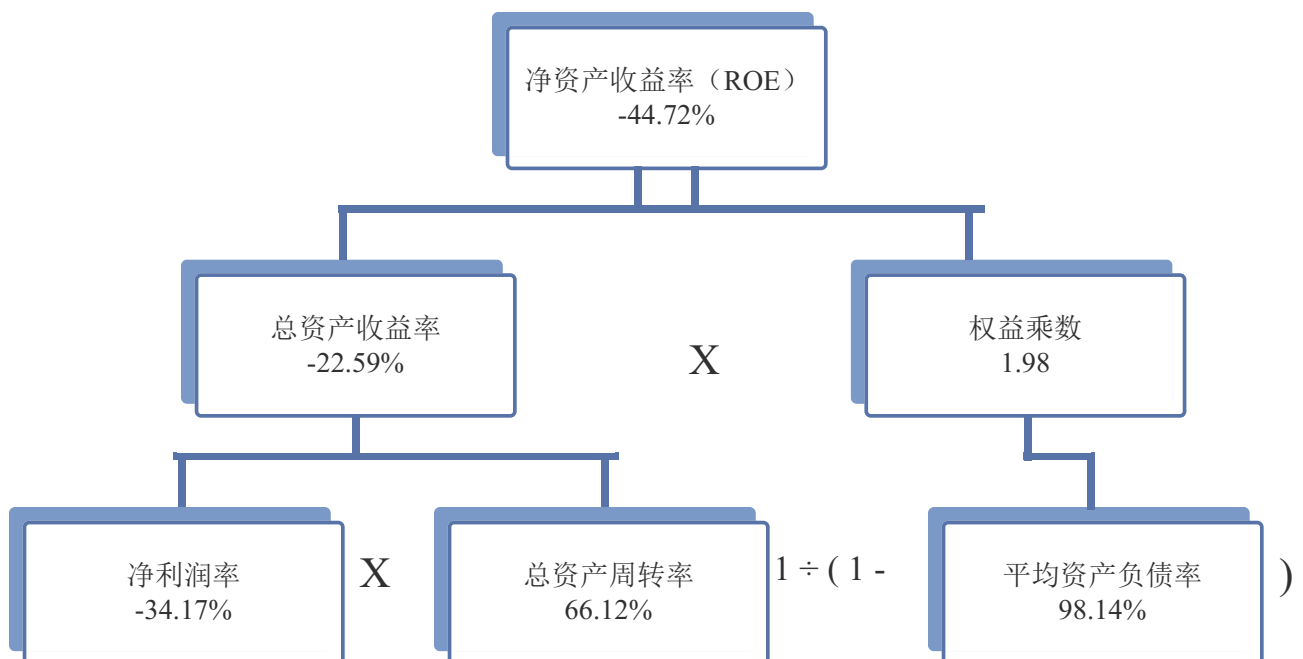 净资产收益率（ROE）
-44.72%
总资产收益率
-22.59%
X
权益乘数
1.98
净利润率
-34.17%
X
总资产周转率
66.12%
1 ÷ ( 1 -
平均资产负债率
98.14%
)